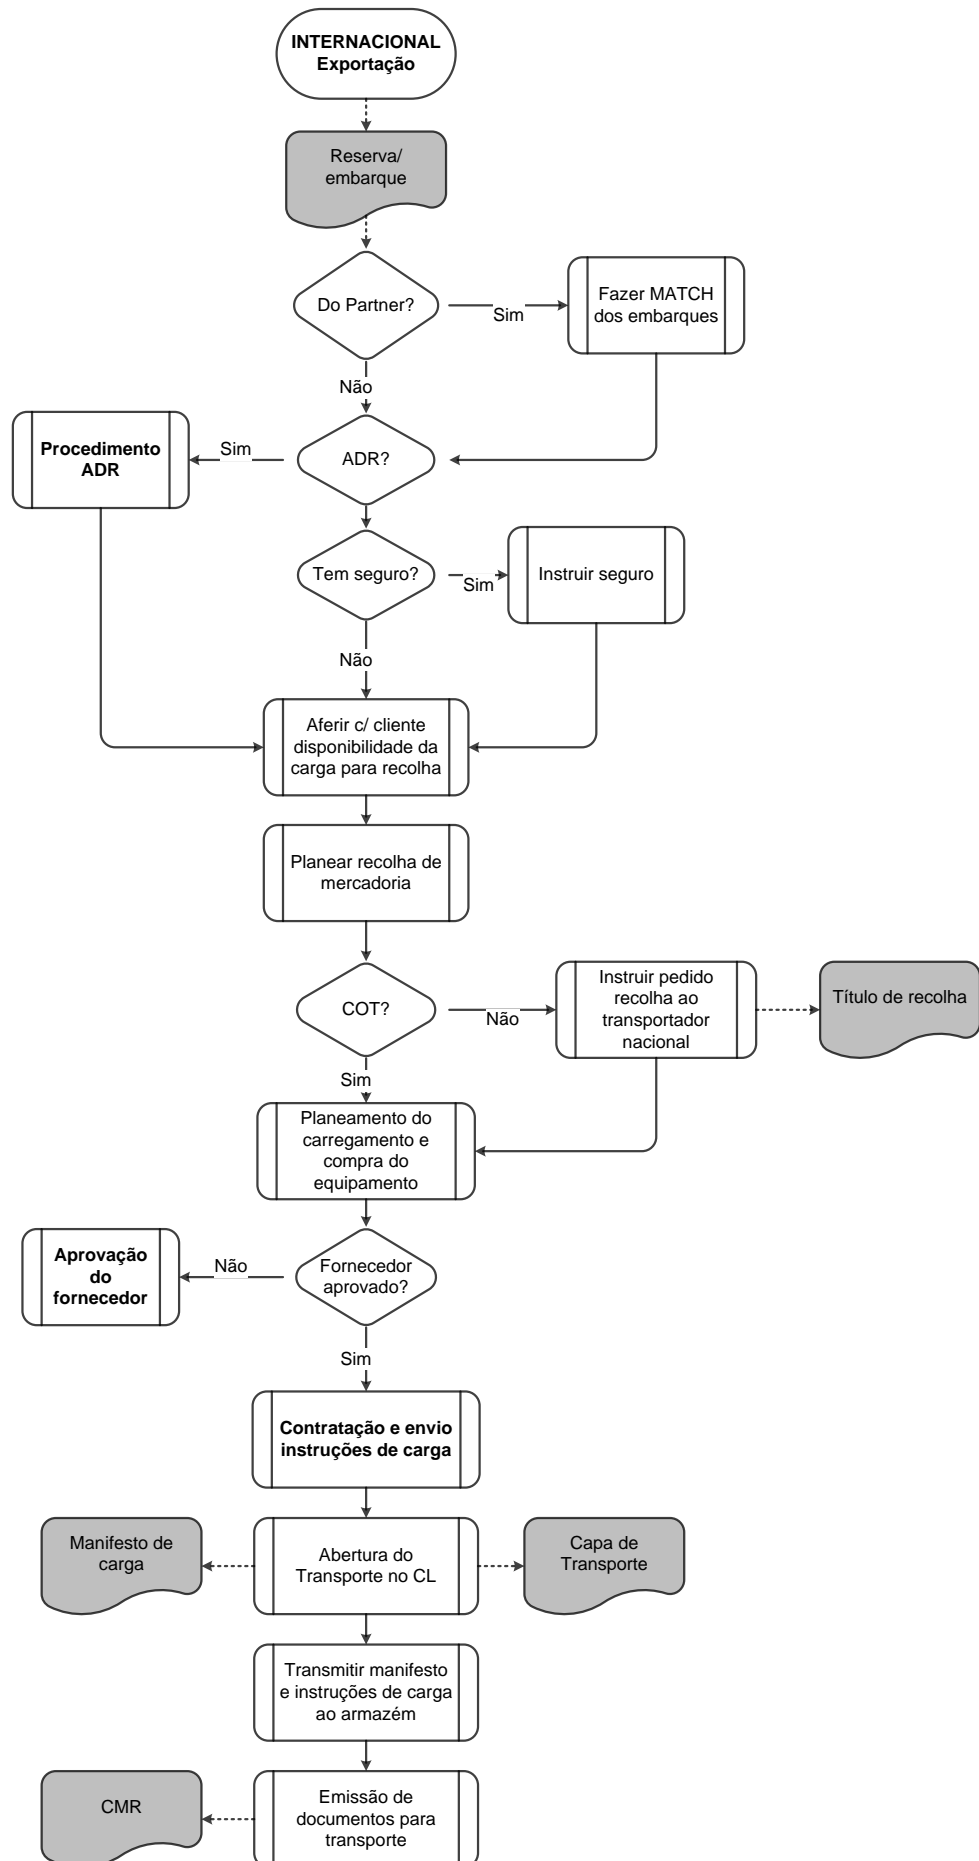 INTERNACIONAL
Exportação
Reserva/
embarque
Do Partner?
Sim
Fazer MATCH
dos embarques
Não
Procedimento
ADR
Sim
ADR?
Tem seguro?
Sim
Instruir seguro
Não
Aferir c/ cliente
disponibilidade da
carga para recolha
Planear recolha de
mercadoria
COT?
Não
Instruir pedido
recolha ao
transportador
nacional
Título de recolha
Sim
Planeamento do
carregamento e
compra do
equipamento
Aprovação
do
fornecedor
Não
Fornecedor
aprovado?
Sim
Contratação e envio
instruções de carga
Manifesto de
carga
Abertura do
Transporte no CL
Capa de
Transporte
Transmitir manifesto
e instruções de carga
ao armazém
CMR
Emissão de
documentos para
transporte